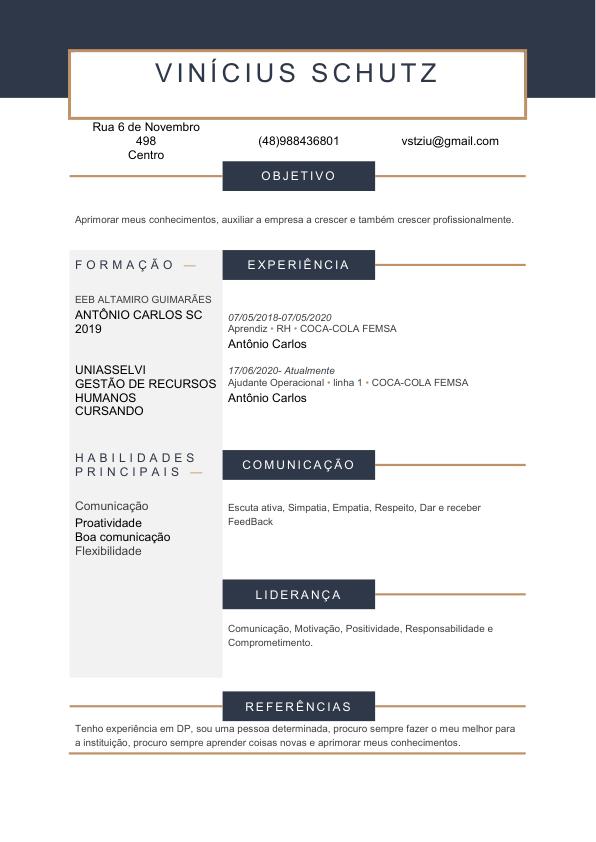 VINÍCIUS SCHUTZ
Rua 6 de Novembro
498
Centro
(48)988436801
vstziu@gmail.com
OBJETIVO
Aprimorar meus conhecimentos, auxiliar a empresa a crescer e também crescer profissionalmente.
FORMAÇÃO —
EEB ALTAMIRO GUIMARÃES
ANTÔNIO CARLOS SC
2019
UNIASSELVI
GESTÃO DE RECURSOS
HUMANOS
CURSANDO
EXPERIÊNCIA
07/05/2018-07/05/2020
Aprendiz • RH • COCA-COLA FEMSA
Antônio Carlos
17/06/2020- Atualmente
Ajudante Operacional • linha 1 • COCA-COLA FEMSA
Antônio Carlos
HABILIDADES
PRINCIPAIS —
Comunicação
Proatividade
Boa comunicação
Flexibilidade
COMUNICAÇÃO
Escuta ativa, Simpatia, Empatia, Respeito, Dar e receber
FeedBack
LIDERANÇA
Comunicação, Motivação, Positividade, Responsabilidade e
Comprometimento.
REFERÊNCIAS
Tenho experiência em DP, sou uma pessoa determinada, procuro sempre fazer o meu melhor para
a instituição, procuro sempre aprender coisas novas e aprimorar meus conhecimentos.